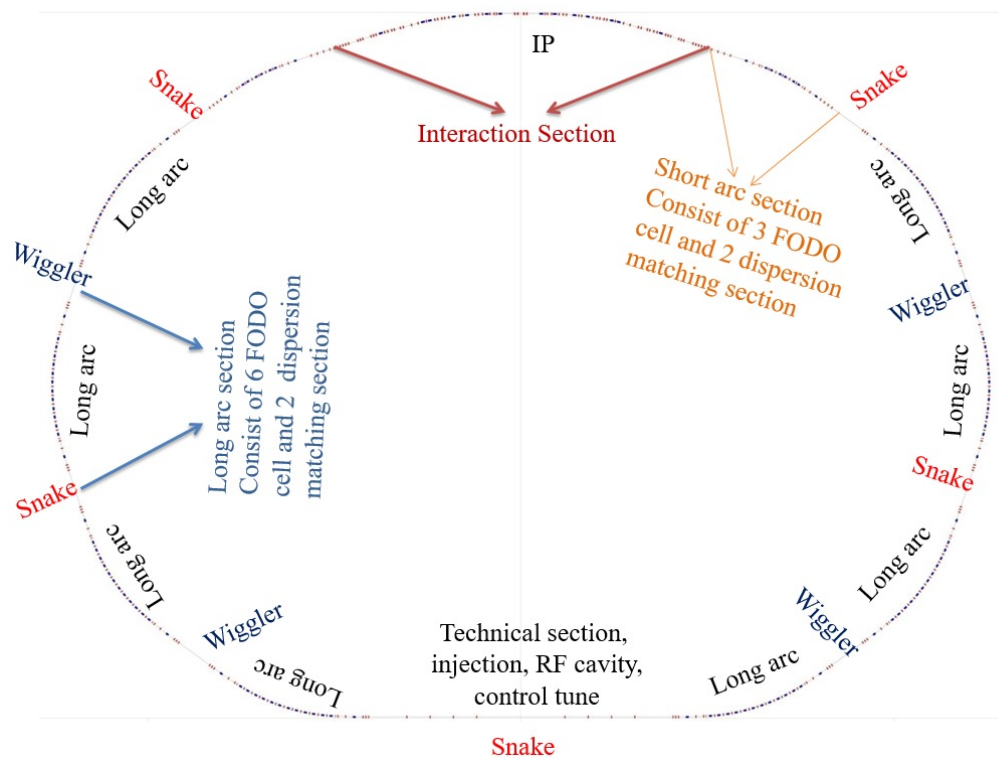 IP
Snake
Snake
Interaction Section
Long arc
Short arc section
Consist of 3 FODO
cell and 2 dispersion
matching section
Long arc
Wiggler
Wiggler
Long arc
Long arc section
Consist of 6 FODO
cell and 2 dispersion
matching section
Long arc
Snake
Snake
Long arc
Long arc
Wiggler
Wiggler
Technical section,
injection, RF cavity,
control tune
Long arc
Long arc
Snake